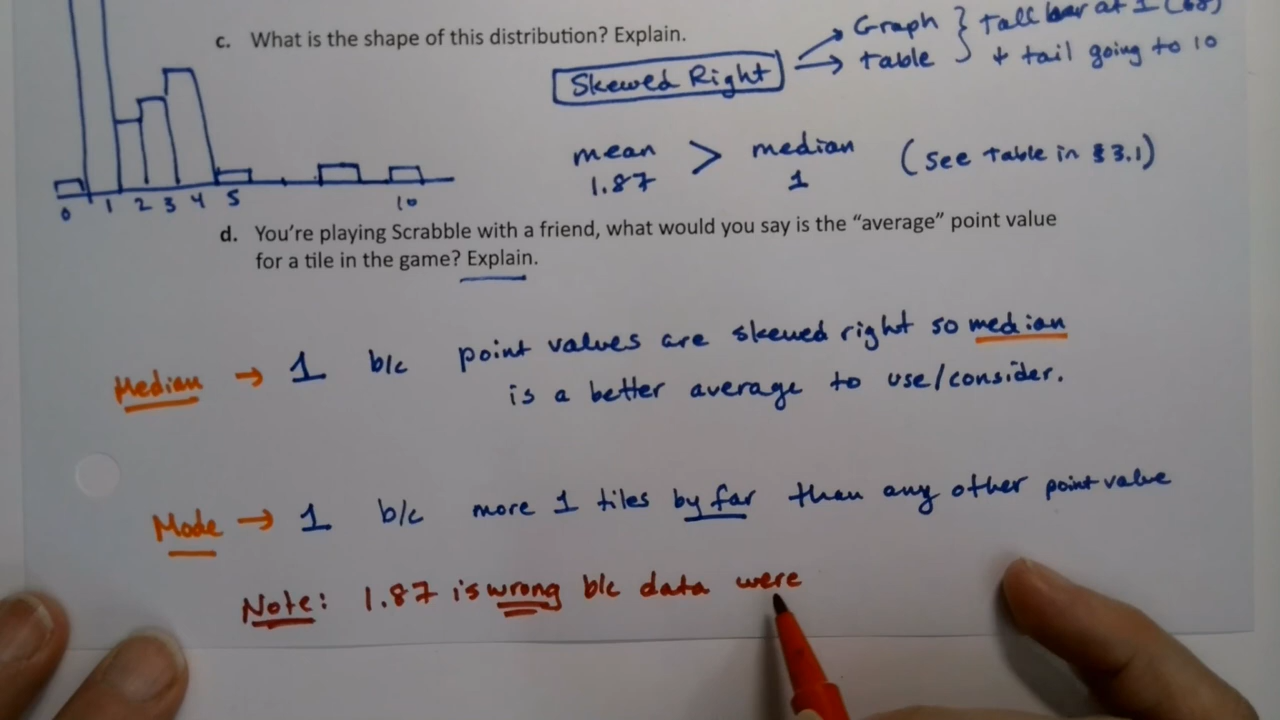 Graph } tall bar at 1 (68)
c. What is the shape of this distribution? Explain.
Skewed Right
table + tail going to 10
mean > median (see table in § 3.1)
1.87 1
0 1 2 3 4 5 10
d. You're playing Scrabble with a friend, what would you say is the “average” point value
for a tile in the game? Explain.
Median → 1 b/c point values are skewed right so median
is a better average to use/consider.
Mode → 1 b/c more 1 tiles by far than any other point value
Note: 1.87 is wrong b/c data were